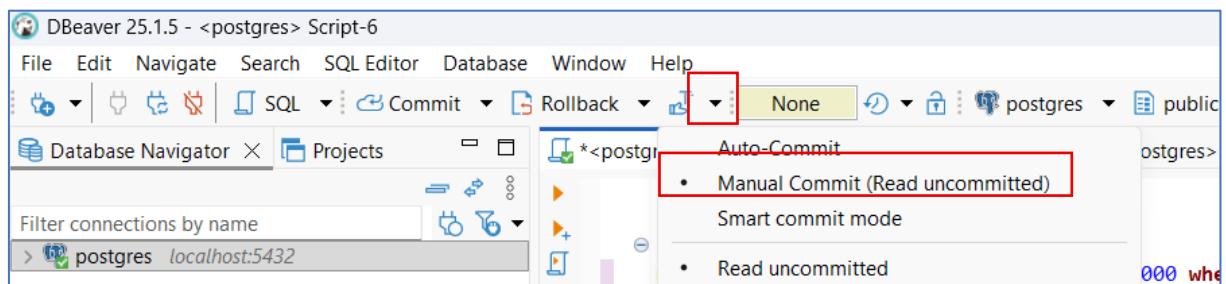 DBeaver 25.1.5 - <postgres> Script-6
File Edit Navigate Search SQL Editor Database Window Help
SQL Commit Rollback None postgres public
Database Navigator Projects *<postgr ostgres>
Auto-Commit
Manual Commit (Read uncommitted)
Filter connections by name
Smart commit mode
postgres localhost:5432
Read uncommitted 000 whe